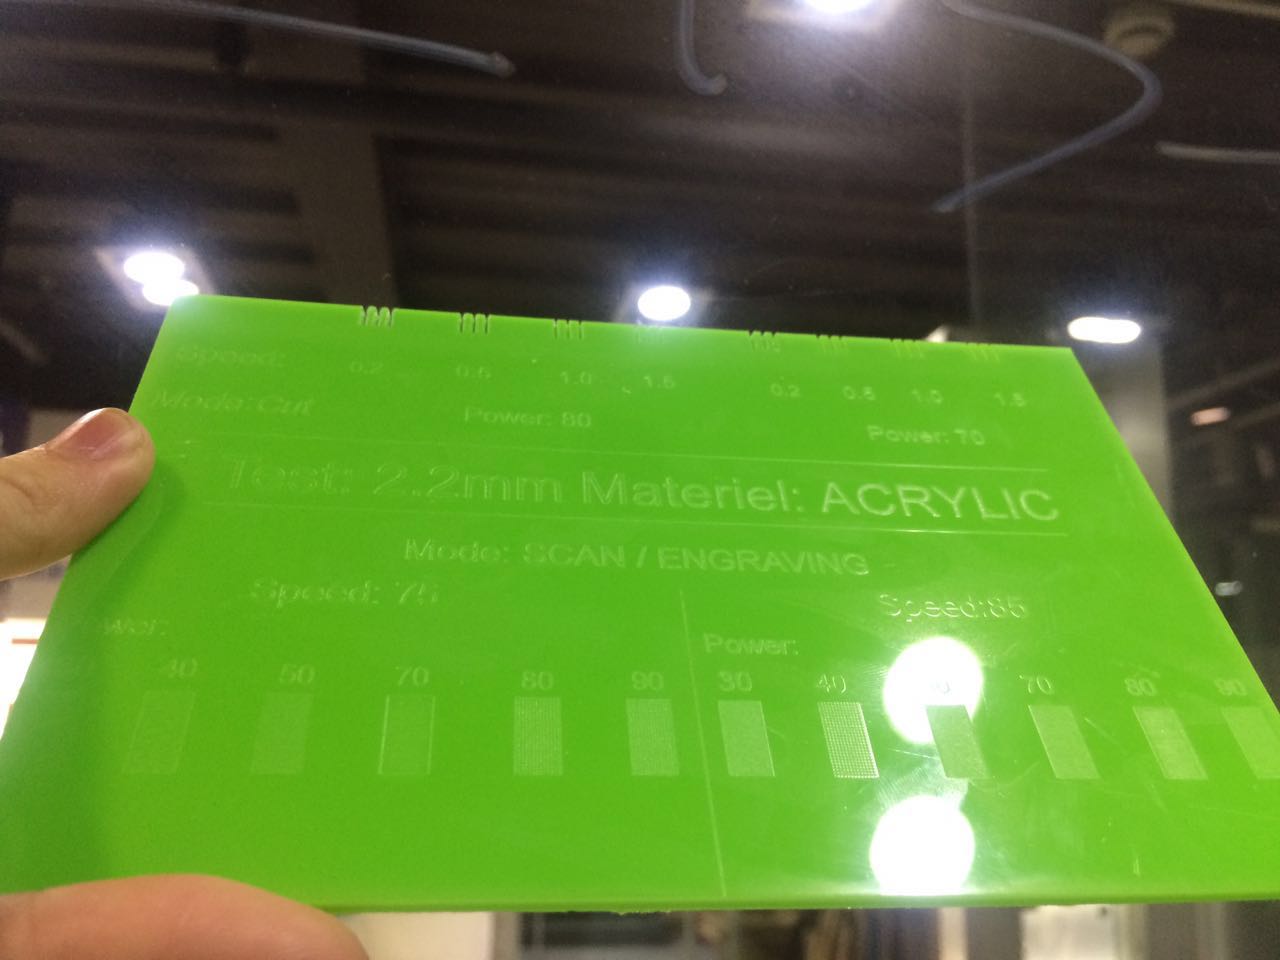 Speed: 0.2 0.5 1.0 1.5 0.2 0.5 1.0 1.5
Mode: Cut Power: 80 Power: 70
Test: 2.2mm Materiel: ACRYLIC
Mode: SCAN / ENGRAVING
Speed: 75 Speed:85
Power:
40 50 70 80 90 30 40 70 80 90